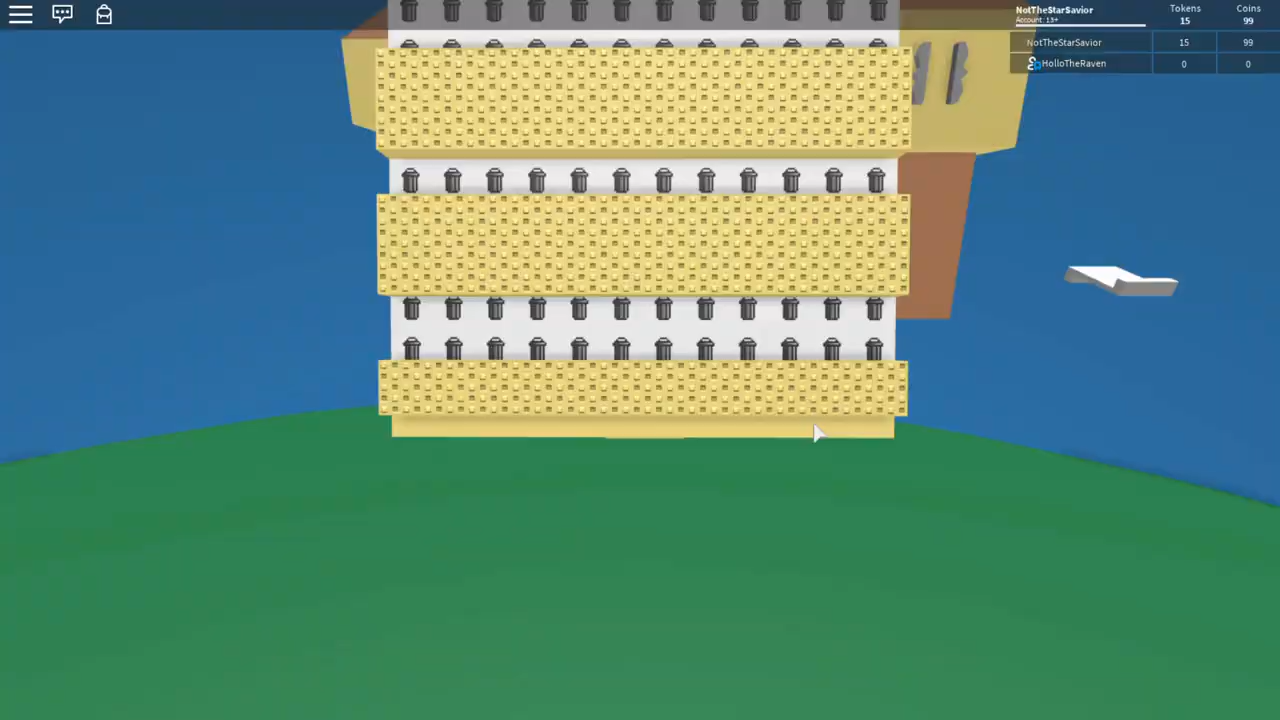 NotTheStarSavior Tokens Coins
Account: 13+ 15 99
NotTheStarSavior 15 99
HolloTheRaven 0 0